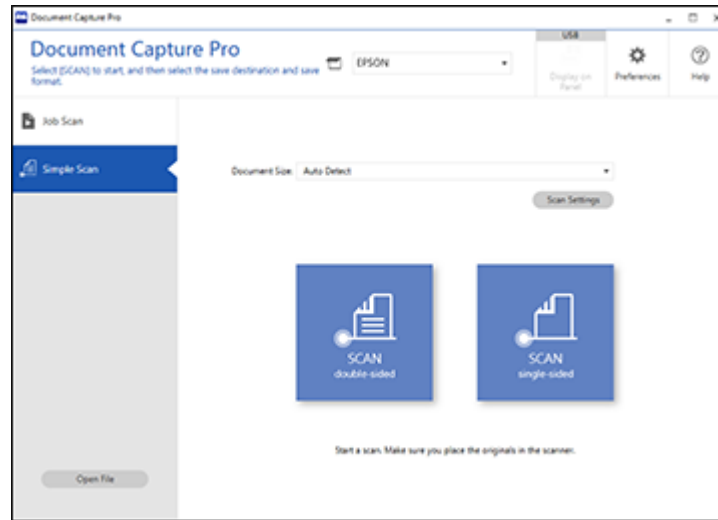 Document Capture Pro
Document Capture Pro
Select [SCAN] to start, and then select the save destination and save
format.
EPSON
USB
Display on
Panel
Preferences
Help
Job Scan
Simple Scan
Document Size:
Auto Detect
Scan Settings
SCAN
double-sided
SCAN
single-sided
Start a scan. Make sure you place the originals in the scanner.
Open File